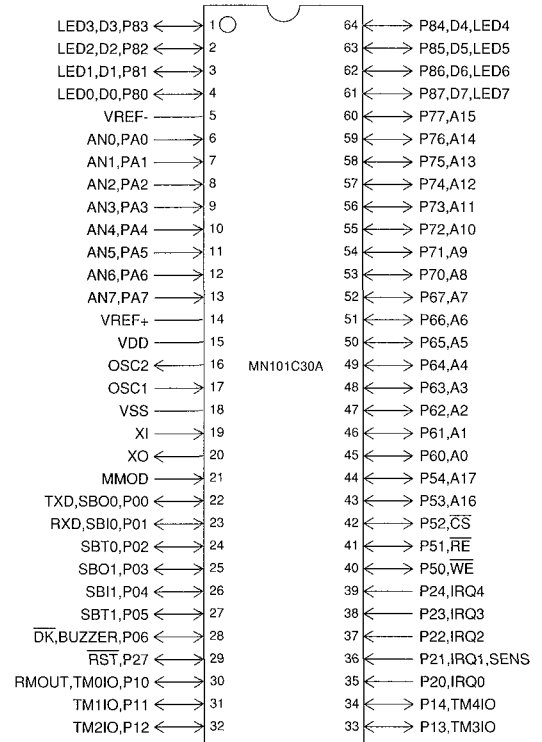 LED3,D3,P83 1 64 P84,D4,LED4
LED2,D2,P82 2 63 P85,D5,LED5
LED1,D1,P81 3 62 P86,D6,LED6
LED0,D0,P80 4 61 P87,D7,LED7
VREF- 5 60 P77,A15
AN0,PA0 6 59 P76,A14
AN1,PA1 7 58 P75,A13
AN2,PA2 8 57 P74,A12
AN3,PA3 9 56 P73,A11
AN4,PA4 10 55 P72,A10
AN5,PA5 11 54 P71,A9
AN6,PA6 12 53 P70,A8
AN7,PA7 13 52 P67,A7
VREF+ 14 51 P66,A6
VDD 15 50 P65,A5
OSC2 16 MN101C30A 49 P64,A4
OSC1 17 48 P63,A3
VSS 18 47 P62,A2
XI 19 46 P61,A1
XO 20 45 P60,A0
MMOD 21 44 P54,A17
TXD,SBO0,P00 22 43 P53,A16
RXD,SBI0,P01 23 42 P52,C̅S̅
SBT0,P02 24 41 P51,R̅E̅
SBO1,P03 25 40 P50,W̅E̅
SBI1,P04 26 39 P24,IRQ4
SBT1,P05 27 38 P23,IRQ3
D̅K̅,BUZZER,P06 28 37 P22,IRQ2
R̅S̅T̅,P27 29 36 P21,IRQ1,SENS
RMOUT,TM0IO,P10 30 35 P20,IRQ0
TM1IO,P11 31 34 P14,TM4IO
TM2IO,P12 32 33 P13,TM3IO